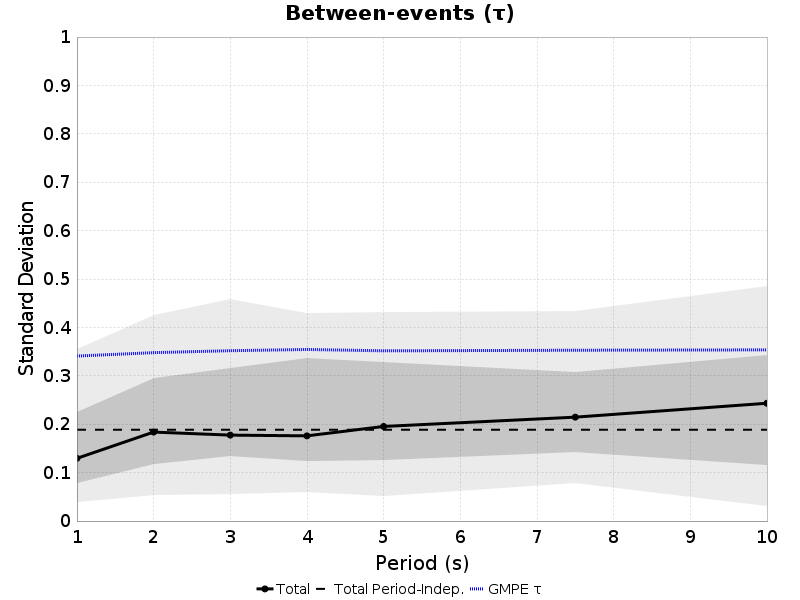 Between-events (τ)
Standard Deviation
1
0.9
0.8
0.7
0.6
0.5
0.4
0.3
0.2
0.1
0
1 2 3 4 5 6 7 8 9 10
Period (s)
Total Total Period-Indep. GMPE τ